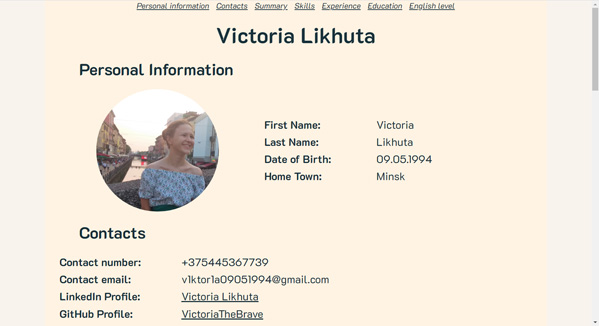 Personal information Contacts Summary Skills Experience Education English level
Victoria Likhuta
Personal Information
First Name: Victoria
Last Name: Likhuta
Date of Birth: 09.05.1994
Home Town: Minsk
Contacts
Contact number: +375445367739
Contact email: v1ktor1a09051994@gmail.com
LinkedIn Profile: Victoria Likhuta
GitHub Profile: VictoriaTheBrave